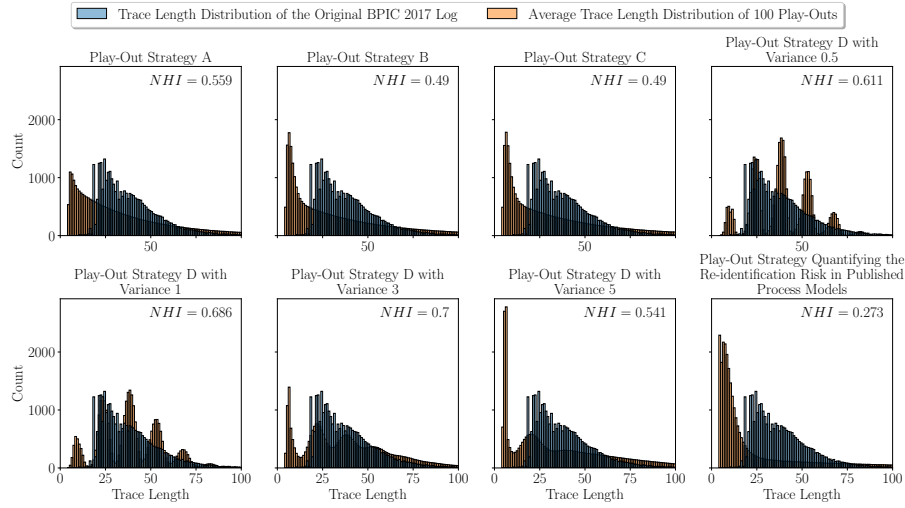 Trace Length Distribution of the Original BPIC 2017 Log
Average Trace Length Distribution of 100 Play-Outs
Play-Out Strategy A
NHI = 0.559
Count
2000
1000
0
50
Play-Out Strategy B
NHI = 0.49
50
Play-Out Strategy C
NHI = 0.49
50
Play-Out Strategy D with
Variance 0.5
NHI = 0.611
50
Play-Out Strategy D with
Variance 1
NHI = 0.686
Count
2000
1000
0
0 25 50 75 100
Trace Length
Play-Out Strategy D with
Variance 3
NHI = 0.7
0 25 50 75 100
Trace Length
Play-Out Strategy D with
Variance 5
NHI = 0.541
0 25 50 75 100
Trace Length
Play-Out Strategy Quantifying the
Re-identification Risk in Published
Process Models
NHI = 0.273
0 25 50 75 100
Trace Length